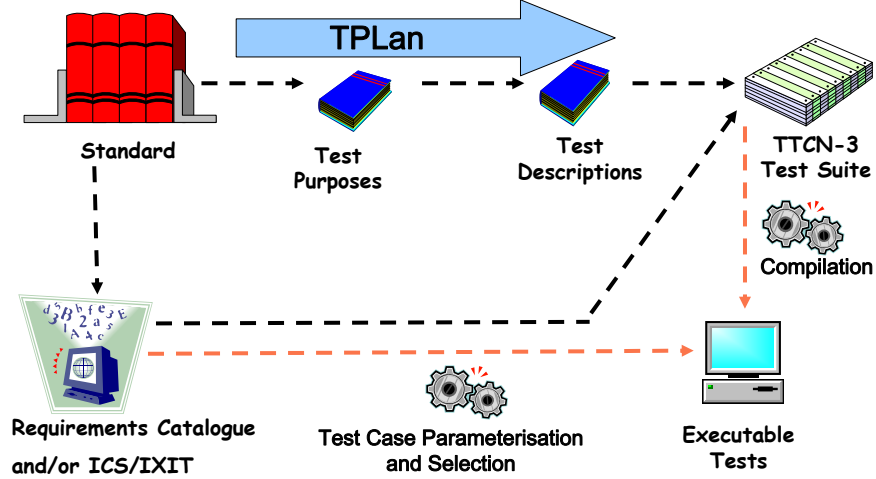 TPLan
Standard
Test
Purposes
Test
Descriptions
TTCN-3
Test Suite
Compilation
Requirements Catalogue
and/or ICS/IXIT
Test Case Parameterisation
and Selection
Executable
Tests